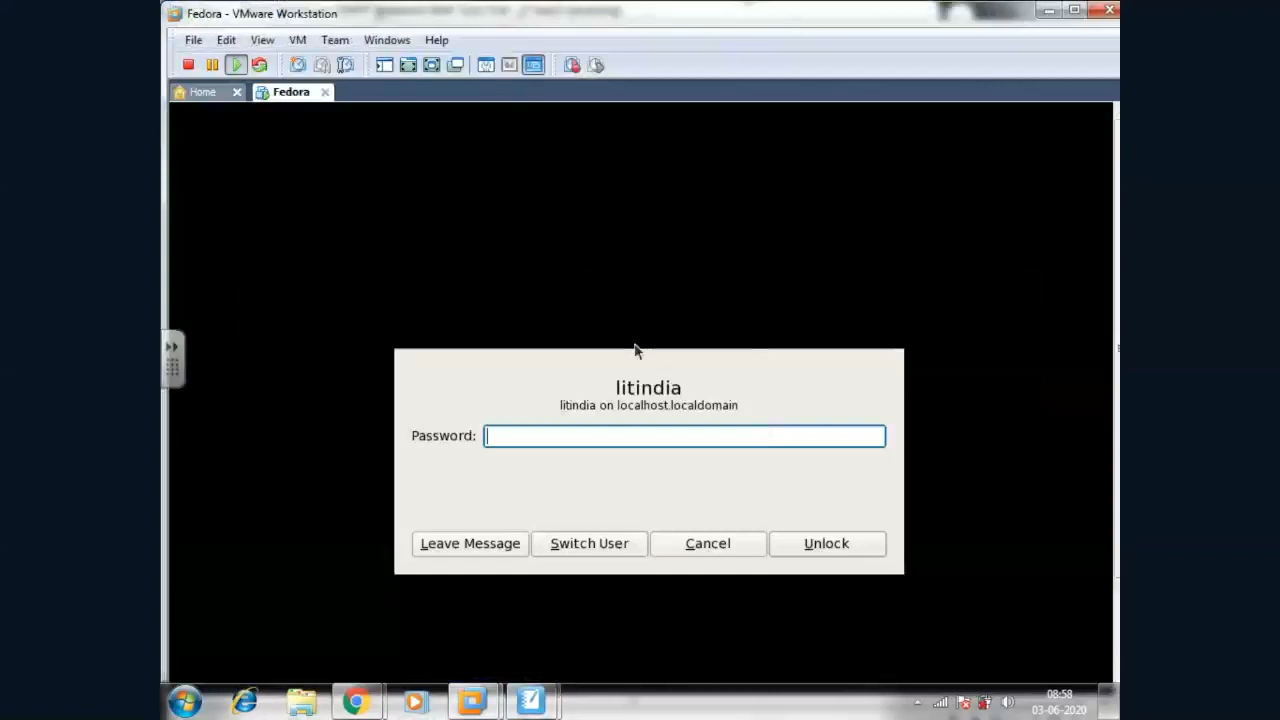 Fedora - VMware Workstation
File Edit View VM Team Windows Help
Home Fedora
litindia
litindia on localhost.localdomain
Password:
Leave Message Switch User Cancel Unlock
08:58
03-06-2020